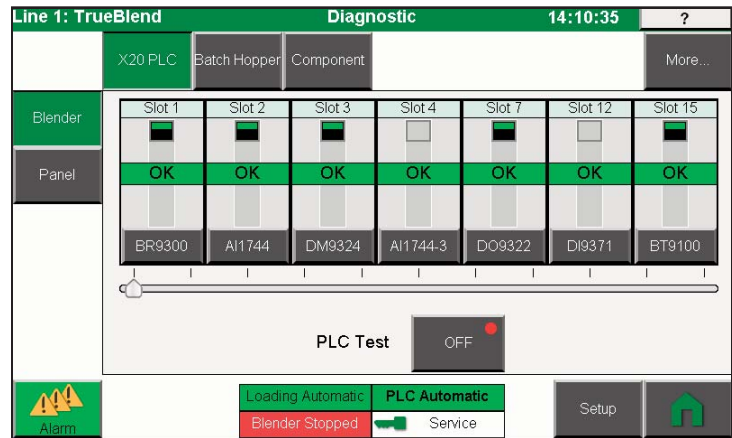 Line 1: TrueBlend Diagnostic 14:10:35 ?
X20 PLC Batch Hopper Component More...
Blender
Panel
Slot 1 Slot 2 Slot 3 Slot 4 Slot 7 Slot 12 Slot 15
OK OK OK OK OK OK OK
BR9300 AI1744 DM9324 AI1744-3 DO9322 DI9371 BT9100
PLC Test OFF
Alarm
Loading Automatic PLC Automatic
Blender Stopped Service
Setup